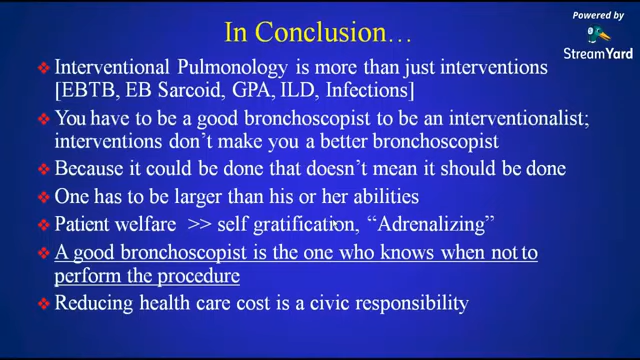 Powered by
StreamYard
In Conclusion…
Interventional Pulmonology is more than just interventions
[EBTB, EB Sarcoid, GPA, ILD, Infections]
You have to be a good bronchoscopist to be an interventionalist;
interventions don't make you a better bronchoscopist
Because it could be done that doesn't mean it should be done
One has to be larger than his or her abilities
Patient welfare >> self gratification, “Adrenalizing”
A good bronchoscopist is the one who knows when not to
perform the procedure
Reducing health care cost is a civic responsibility